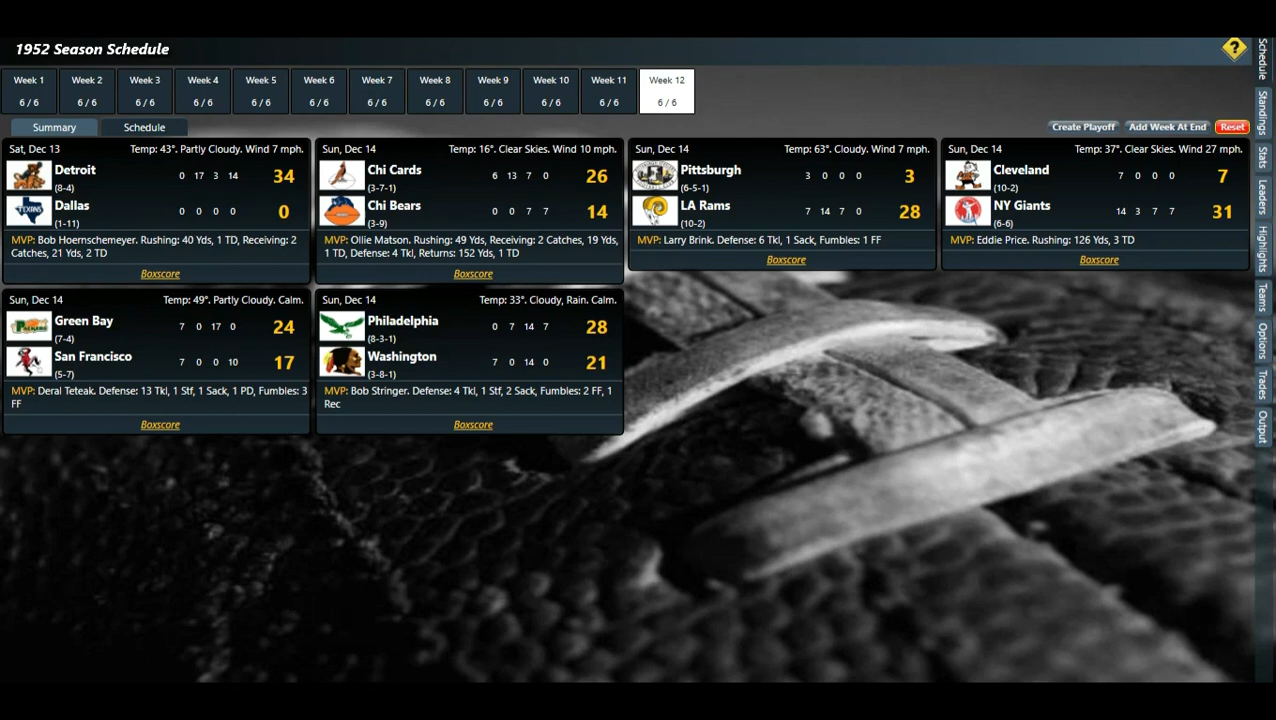 1952 Season Schedule
?
Week 1 Week 2 Week 3 Week 4 Week 5 Week 6 Week 7 Week 8 Week 9 Week 10 Week 11 Week 12
6 / 6 6 / 6 6 / 6 6 / 6 6 / 6 6 / 6 6 / 6 6 / 6 6 / 6 6 / 6 6 / 6 6 / 6
Summary Schedule
Create Playoff Add Week At End Reset
Sat, Dec 13 Temp: 43°. Partly Cloudy. Wind 7 mph.
Detroit 0 17 3 14 34
(8-4)
TEXANS Dallas 0 0 0 0 0
(1-11)
MVP: Bob Hoernschemeyer. Rushing: 40 Yds, 1 TD, Receiving: 2
Catches, 21 Yds, 2 TD
Boxscore
Sun, Dec 14 Temp: 16°. Clear Skies. Wind 10 mph.
Chi Cards 6 13 7 0 26
(3-7-1)
Chi Bears 0 0 7 7 14
(3-9)
MVP: Ollie Matson. Rushing: 49 Yds, Receiving: 2 Catches, 19 Yds,
1 TD, Defense: 4 Tkl, Returns: 152 Yds, 1 TD
Boxscore
Sun, Dec 14 Temp: 63°. Cloudy. Wind 7 mph.
Pittsburgh 3 0 0 0 3
(6-5-1)
LA Rams 7 14 7 0 28
(10-2)
MVP: Larry Brink. Defense: 6 Tkl, 1 Sack, Fumbles: 1 FF
Boxscore
Sun, Dec 14 Temp: 37°. Clear Skies. Wind 27 mph.
Cleveland 7 0 0 0 7
(10-2)
NY Giants 14 3 7 7 31
(6-6)
MVP: Eddie Price. Rushing: 126 Yds, 3 TD
Boxscore
Sun, Dec 14 Temp: 49°. Partly Cloudy. Calm.
Green Bay 7 0 17 0 24
(7-4)
San Francisco 7 0 0 10 17
(5-7)
MVP: Deral Teteak. Defense: 13 Tkl, 1 Stf, 1 Sack, 1 PD, Fumbles: 3
FF
Boxscore
Sun, Dec 14 Temp: 33°. Cloudy, Rain. Calm.
Philadelphia 0 7 14 7 28
(8-3-1)
Washington 7 0 14 0 21
(3-8-1)
MVP: Bob Stringer. Defense: 4 Tkl, 1 Stf, 2 Sack, Fumbles: 2 FF, 1
Rec
Boxscore
Schedule
Standings
Stats
Leaders
Highlights
Teams
Options
Trades
Output